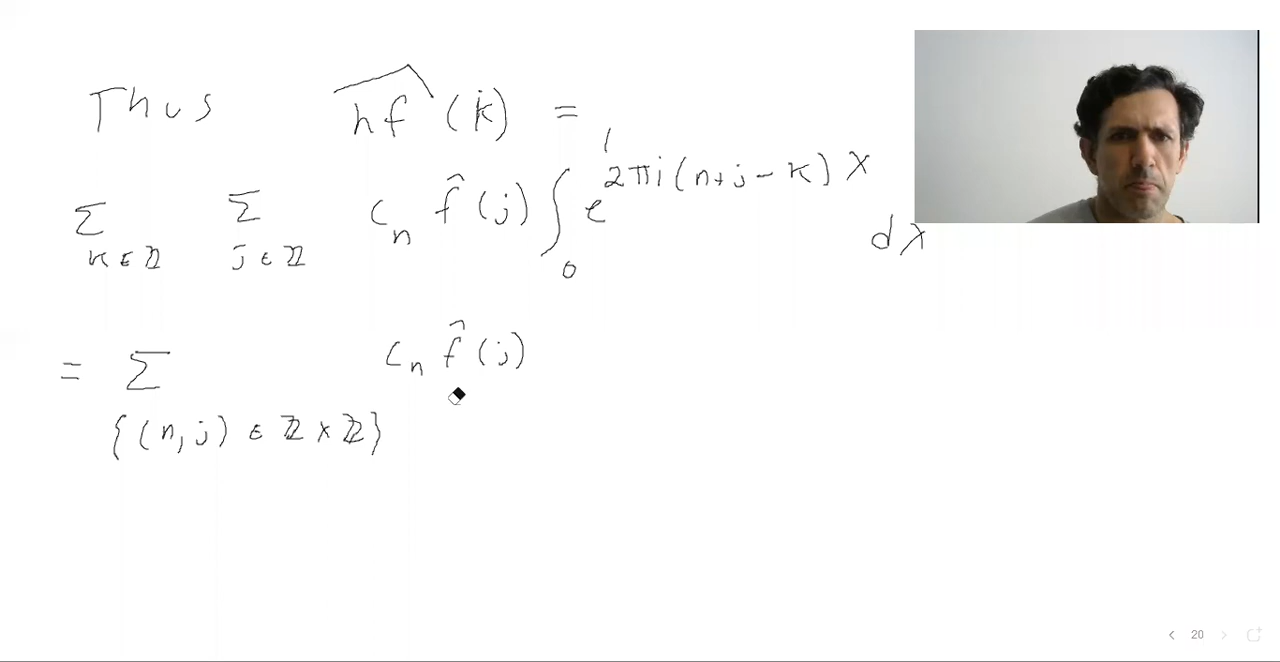 Thus \widehat{hf}(k) =
\sum_{k \in \mathbb{Z}} \sum_{j \in \mathbb{Z}} c_n \hat{f}(j) \int_0^1 e^{2\pi i(n+j-k)x} dx
= \sum_{\{(n,j) \in \mathbb{Z} \times \mathbb{Z}\}} c_n \hat{f}(j)
< 20 >